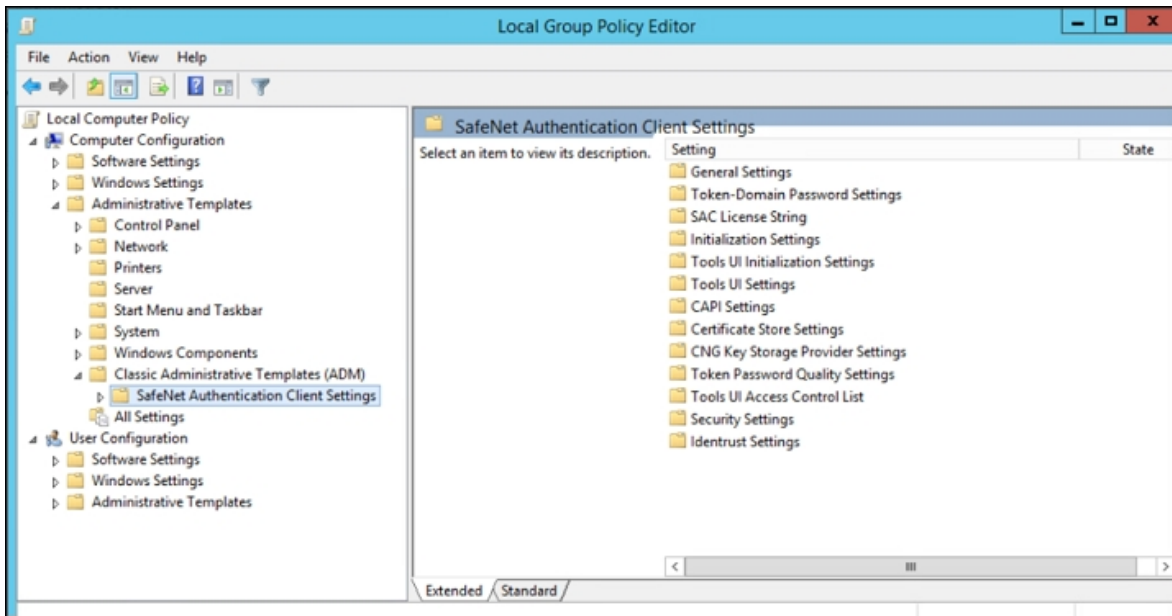 Local Group Policy Editor
File Action View Help
Local Computer Policy
Computer Configuration
Software Settings
Windows Settings
Administrative Templates
Control Panel
Network
Printers
Server
Start Menu and Taskbar
System
Windows Components
Classic Administrative Templates (ADM)
SafeNet Authentication Client Settings
All Settings
User Configuration
Software Settings
Windows Settings
Administrative Templates
SafeNet Authentication Client Settings
Select an item to view its description.
Setting State
General Settings
Token-Domain Password Settings
SAC License String
Initialization Settings
Tools UI Initialization Settings
Tools UI Settings
CAPI Settings
Certificate Store Settings
CNG Key Storage Provider Settings
Token Password Quality Settings
Tools UI Access Control List
Security Settings
Identrust Settings
Extended Standard